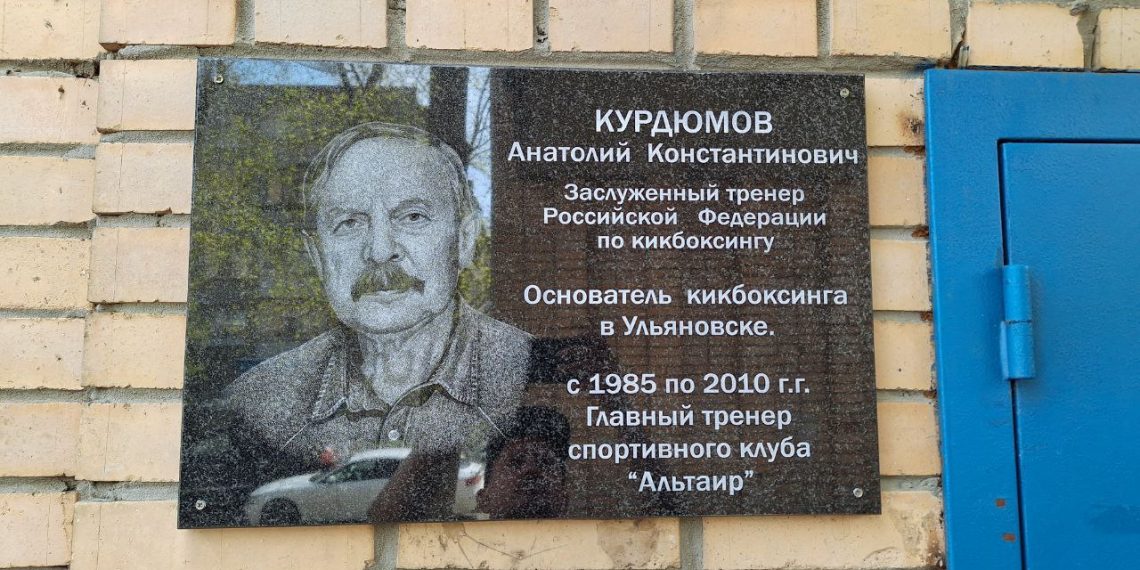 КУРДЮМОВ
Анатолий Константинович
Заслуженный тренер
Российской Федерации
по кикбоксингу
Основатель кикбоксинга
в Ульяновске.
с 1985 по 2010 г.г.
Главный тренер
спортивного клуба
“Альтаир”